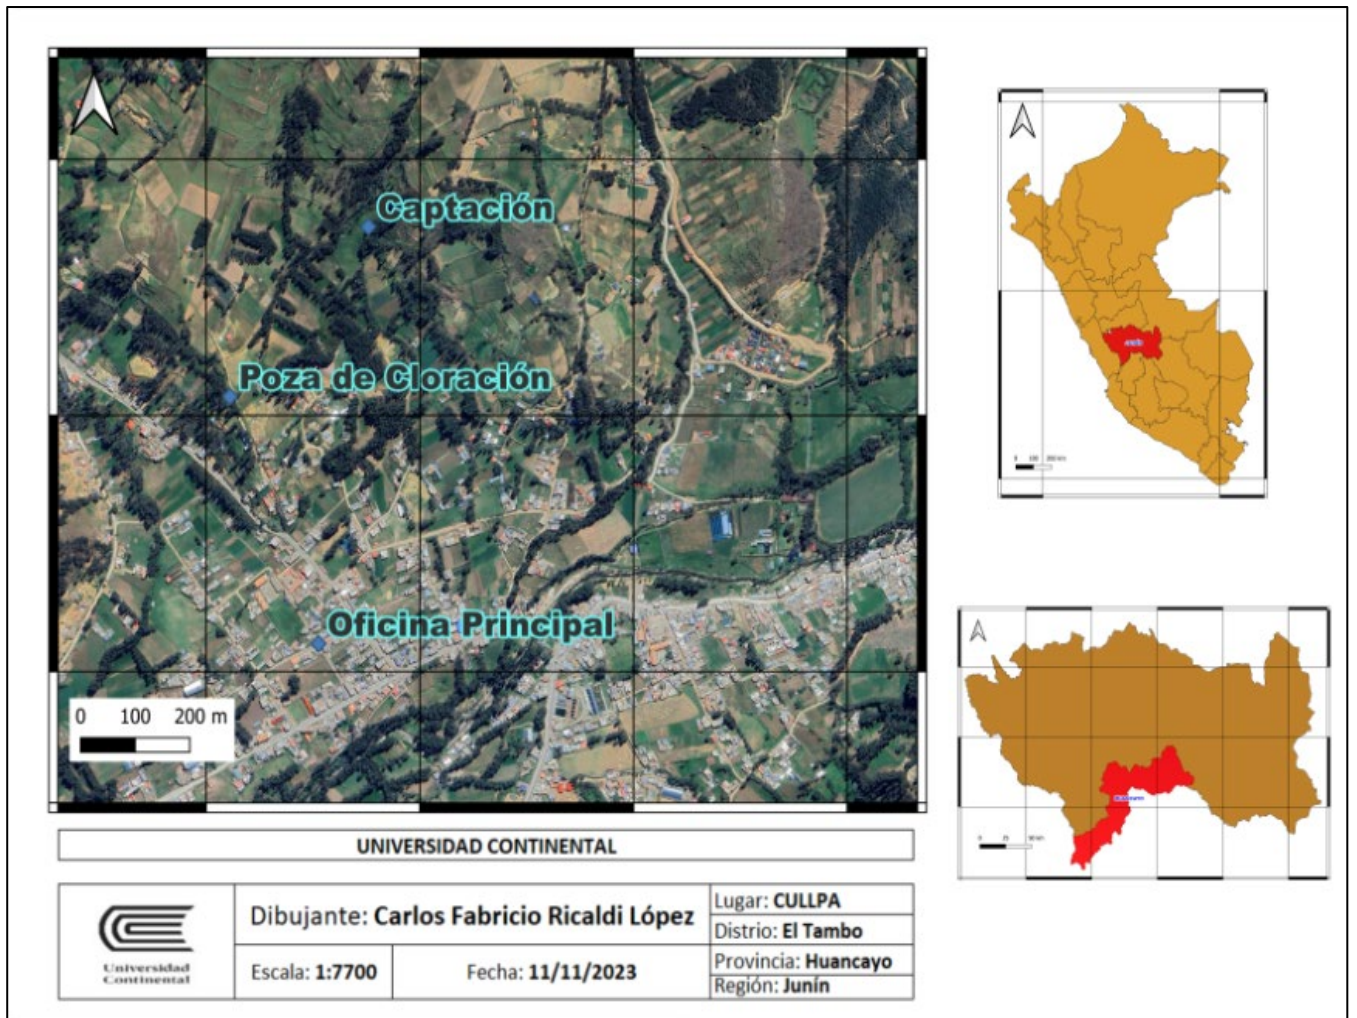 Captación
Poza de Cloración
Oficina Principal
0 100 200 m
UNIVERSIDAD CONTINENTAL
Universidad
Continental
Dibujante: Carlos Fabricio Ricaldi López
Escala: 1:7700
Fecha: 11/11/2023
Lugar: CULLPA
Distrio: El Tambo
Provincia: Huancayo
Región: Junín